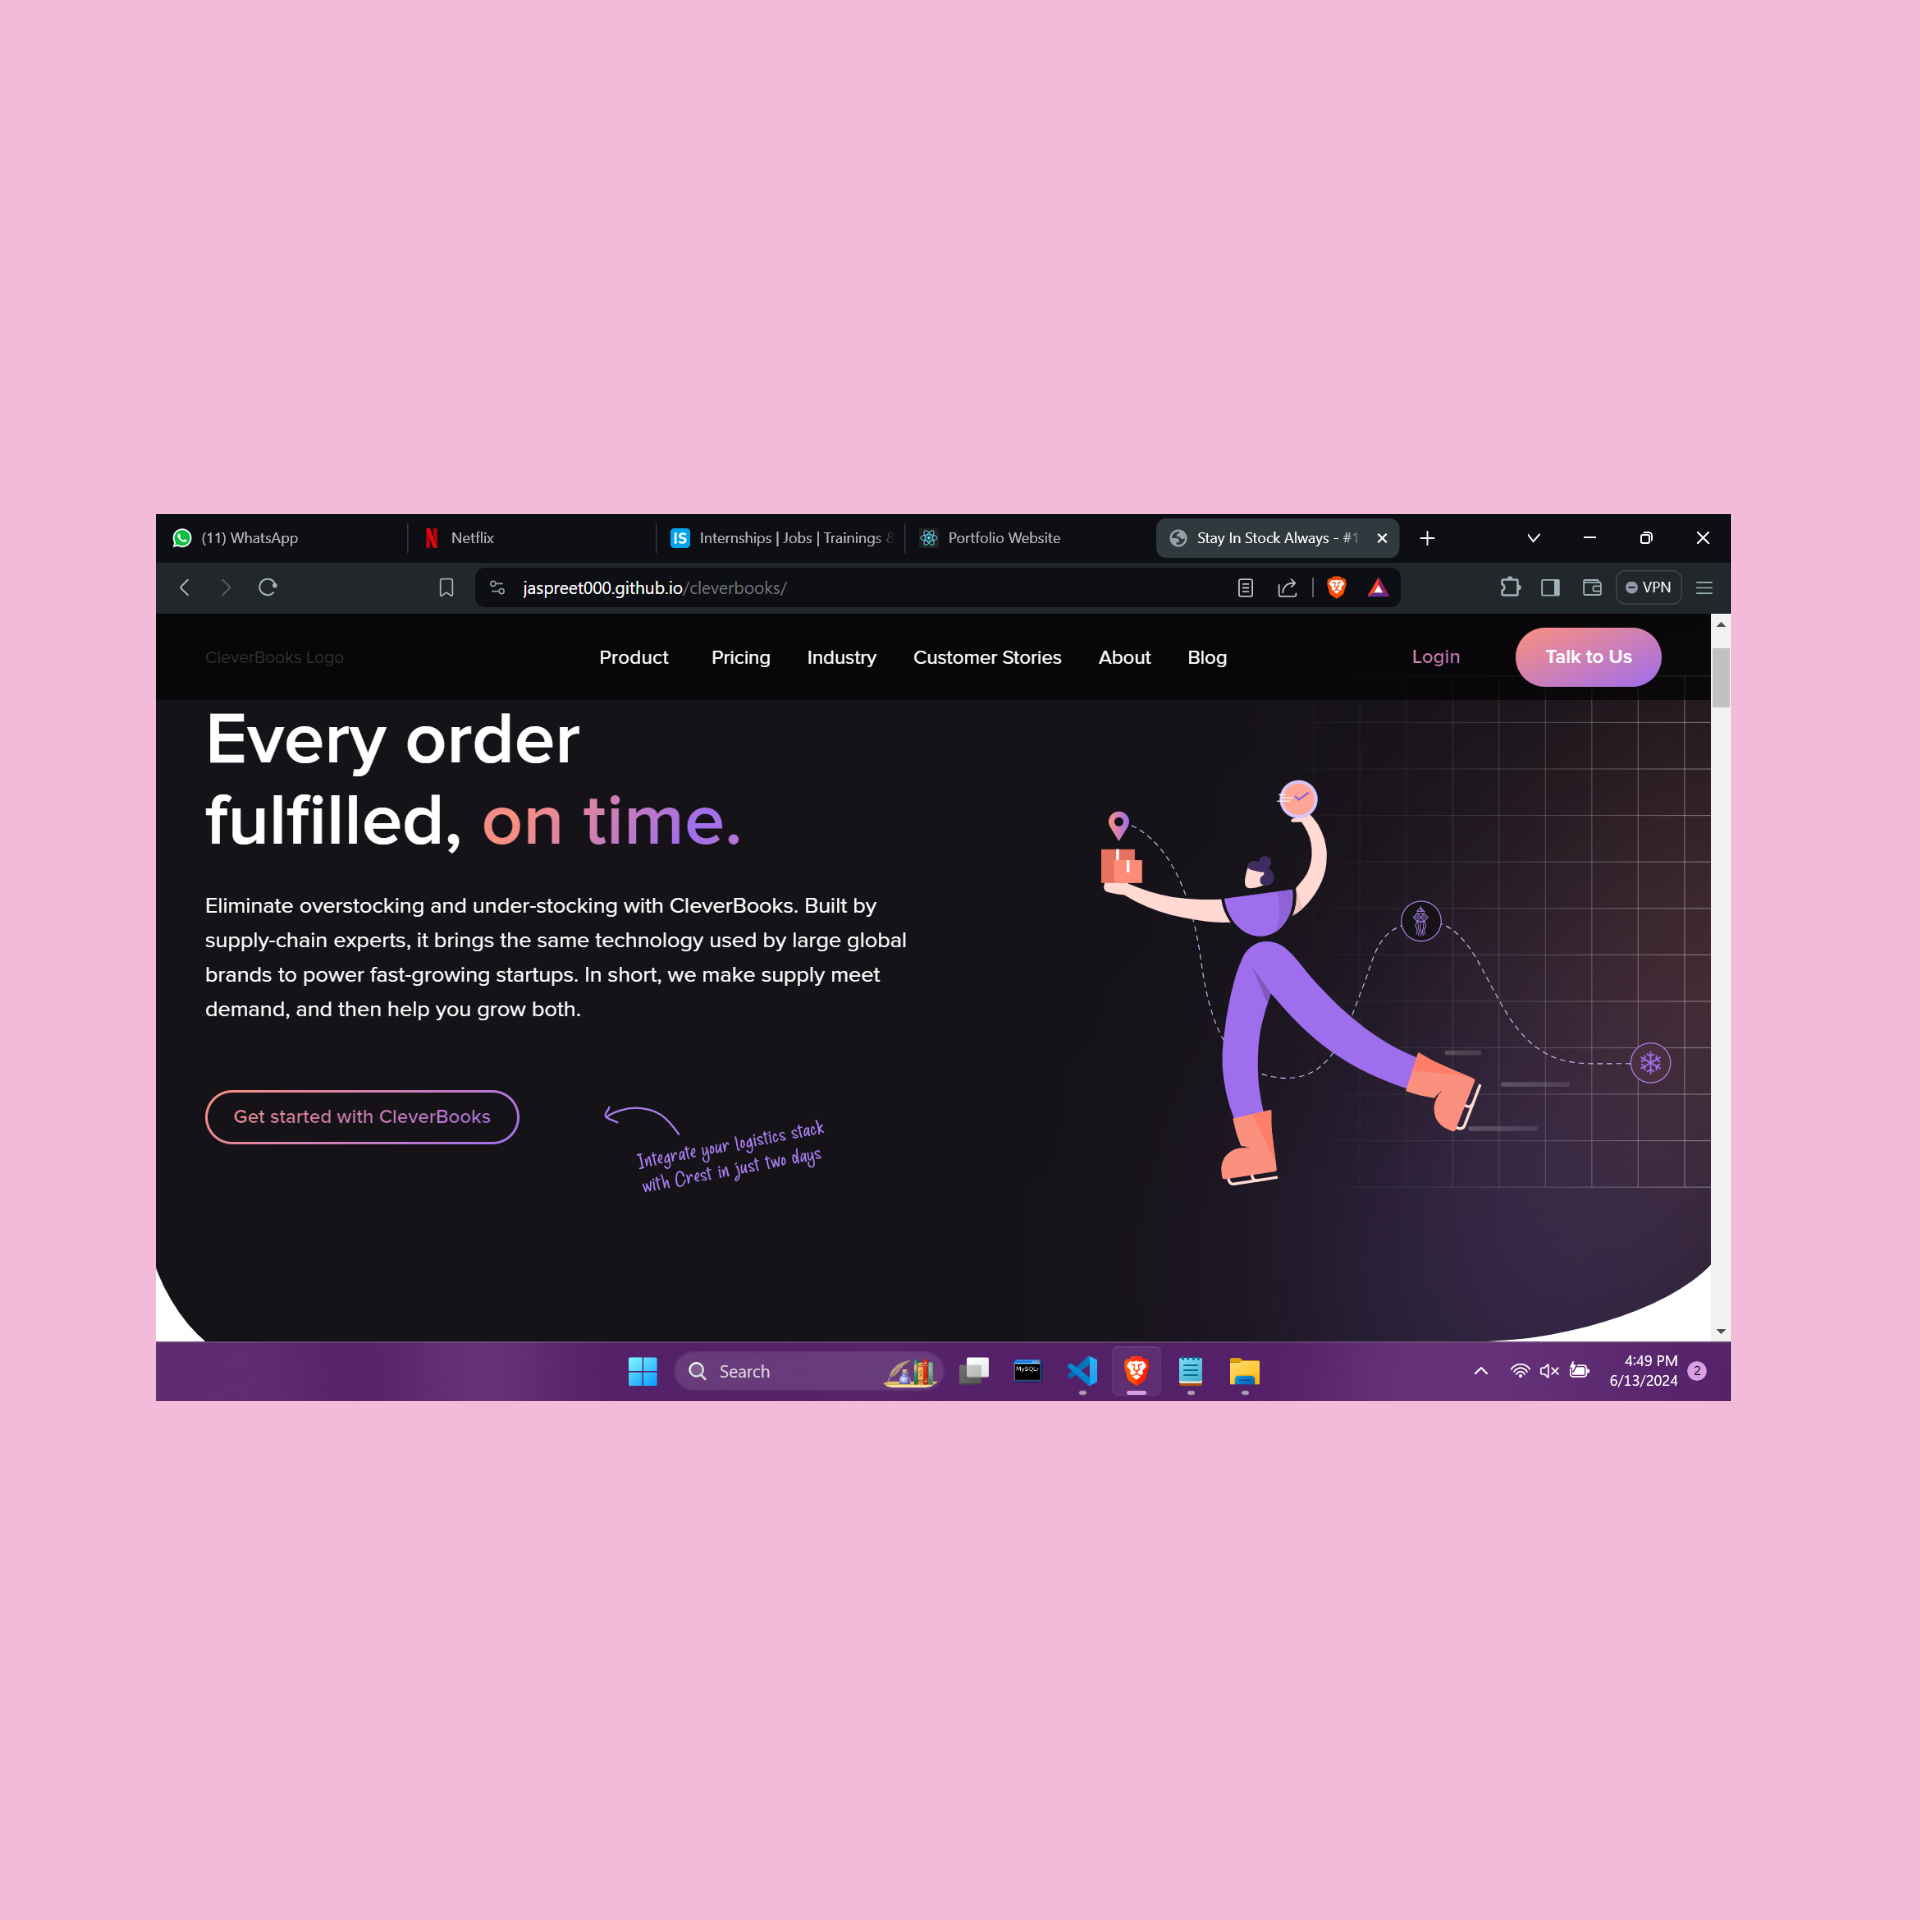 (11) WhatsApp
Netflix
IS
Internships | Jobs | Trainings &
Portfolio Website
Stay In Stock Always - #1
jaspreet000.github.io/cleverbooks/
VPN
CleverBooks Logo
Product
Pricing
Industry
Customer Stories
About
Blog
Login
Talk to Us
Every order
fulfilled, on time.
Eliminate overstocking and under-stocking with CleverBooks. Built by
supply-chain experts, it brings the same technology used by large global
brands to power fast-growing startups. In short, we make supply meet
demand, and then help you grow both.
Get started with CleverBooks
Integrate your logistics stack
with Crest in just two days
Search
MySQL
4:49 PM
6/13/2024
2